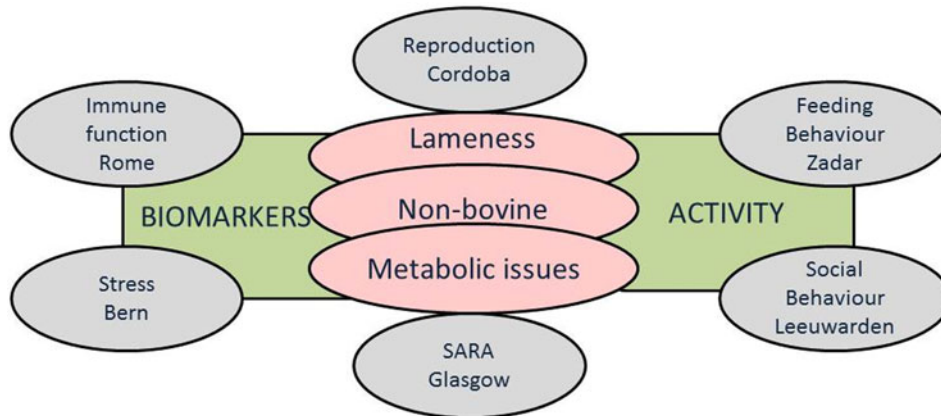 Reproduction
Cordoba
Immune
function
Rome
Feeding
Behaviour
Zadar
Lameness
BIOMARKERS
Non-bovine
ACTIVITY
Metabolic issues
Stress
Bern
Social
Behaviour
Leeuwarden
SARA
Glasgow